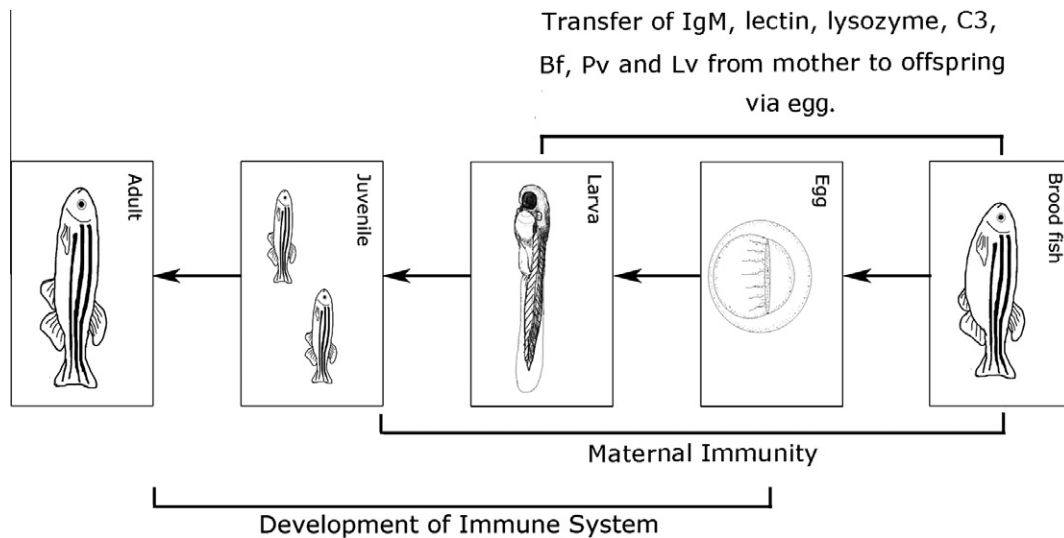 Transfer of IgM, lectin, lysozyme, C3,
Bf, Pv and Lv from mother to offspring
via egg.
Adult
Juvenile
Larva
Egg
Brood fish
Maternal Immunity
Development of Immune System